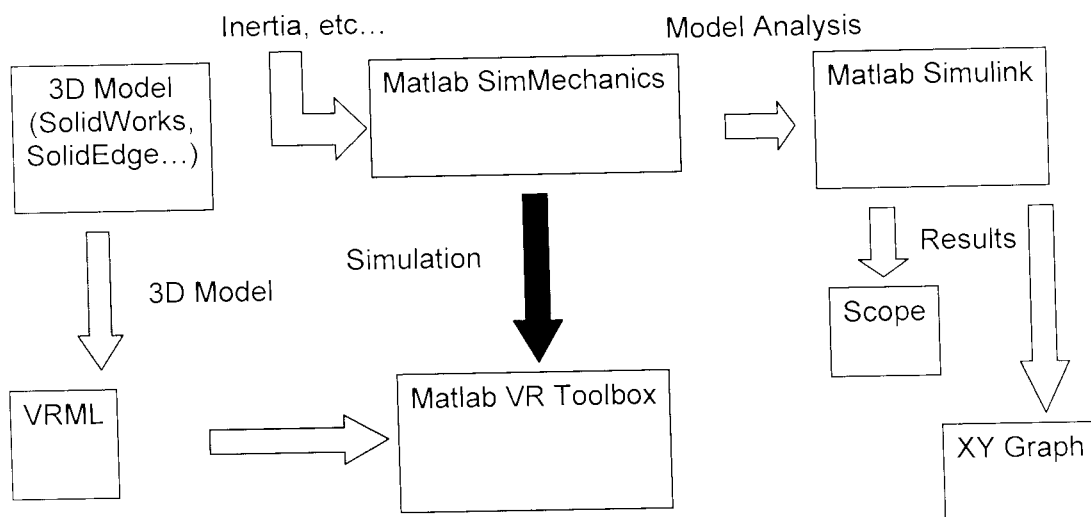 Inertia, etc...
Model Analysis
3D Model
(SolidWorks,
SolidEdge...)
Matlab SimMechanics
Matlab Simulink
Simulation
Results
3D Model
Scope
VRML
Matlab VR Toolbox
XY Graph